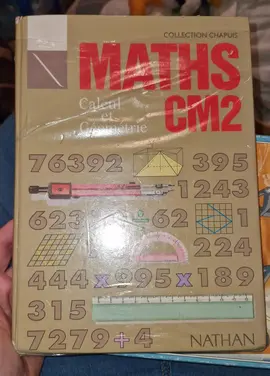 COLLECTION CHAPUIS
MATHS
Calcul
et
Géométrie
CM2
76392 395
1243
623 62 1
224
444 x 995 x 189
315
7279 + 4
NATHAN